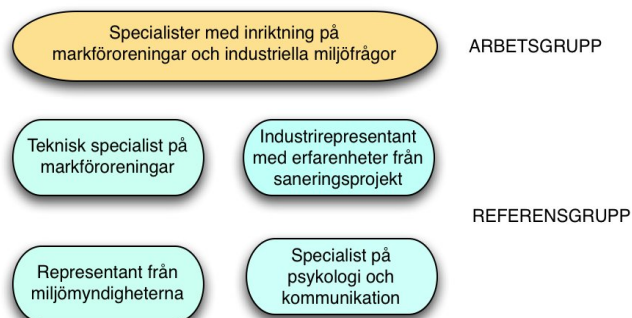 Specialister med inriktning på
markföroreningar och industriella miljöfrågor
ARBETSGRUPP
Teknisk specialist på
markföroreningar
Industrirepresentant
med erfarenheter från
saneringsprojekt
REFERENSGRUPP
Representant från
miljömyndigheterna
Specialist på
psykologi och
kommunikation